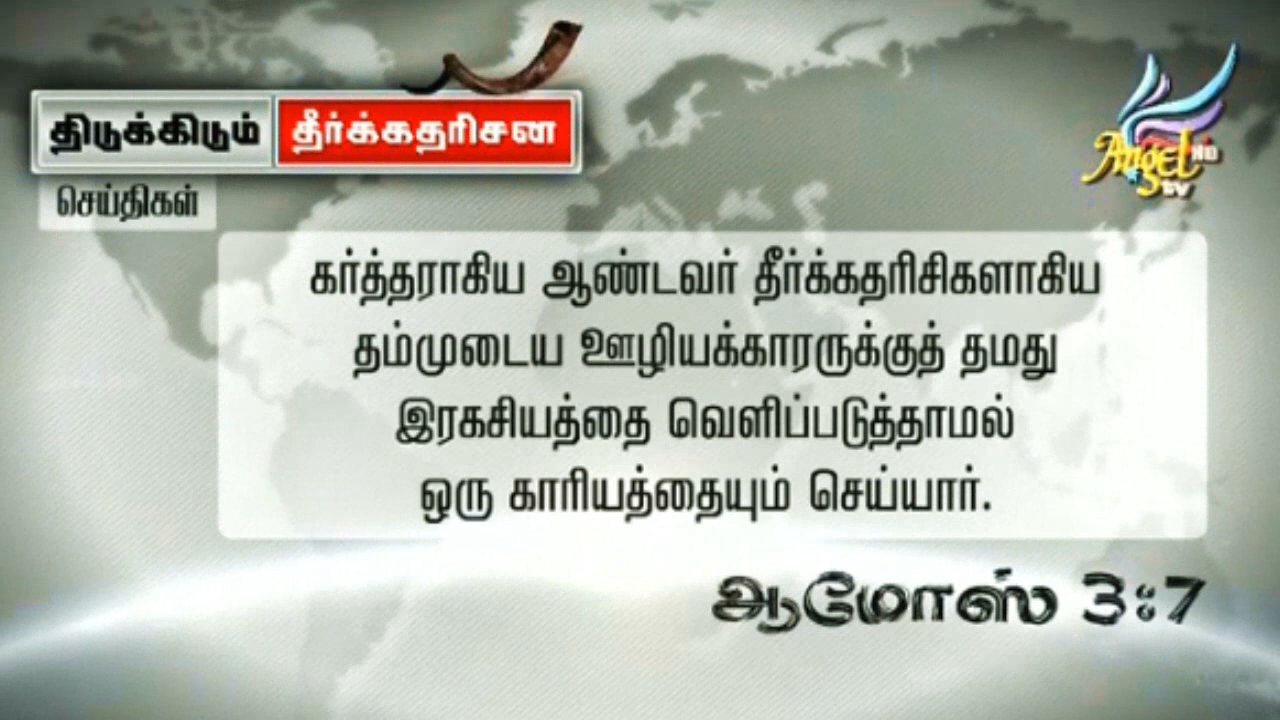 திடுக்கிடும் தீர்க்கதரிசன
செய்திகள்
Angel HD
tv
கர்த்தராகிய ஆண்டவர் தீர்க்கதரிசிகளாகிய
தம்முடைய ஊழியக்காரருக்குத் தமது
இரகசியத்தை வெளிப்படுத்தாமல்
ஒரு காரியத்தையும் செய்யார்.
ஆமோஸ் 3:7